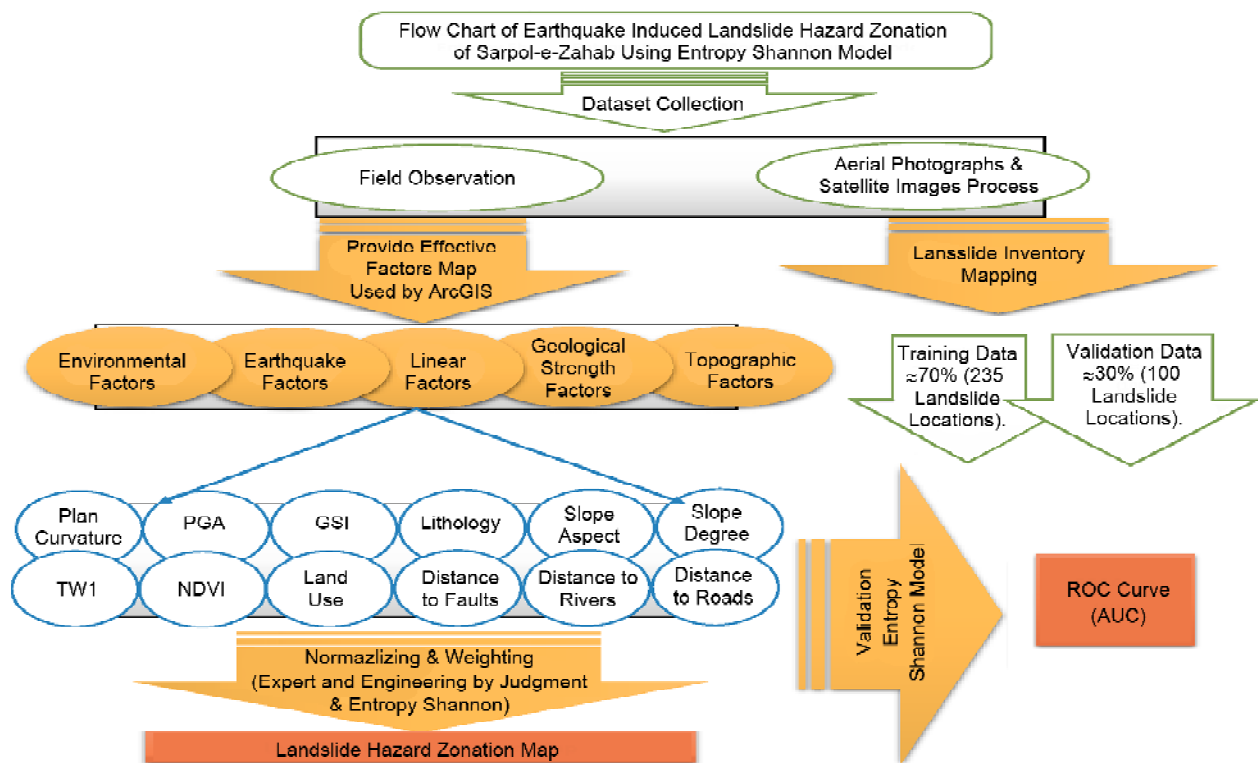 Flow Chart of Earthquake Induced Landslide Hazard Zonation
of Sarpol-e-Zahab Using Entropy Shannon Model
Dataset Collection
Field Observation
Aerial Photographs &
Satellite Images Process
Provide Effective
Factors Map
Used by ArcGIS
Lansslide Inventory
Mapping
Environmental
Factors
Earthquake
Factors
Linear
Factors
Geological
Strength
Factors
Topographic
Factors
Training Data
≈70% (235
Landslide
Locations).
Validation Data
≈30% (100
Landslide
Locations).
Plan
Curvature
PGA
GSI
Lithology
Slope
Aspect
Slope
Degree
TW1
NDVI
Land
Use
Distance
to Faults
Distance to
Rivers
Distance
to Roads
Validation
Entropy
Shannon Model
ROC Curve
(AUC)
Normazlizing & Weighting
(Expert and Engineering by Judgment
& Entropy Shannon)
Landslide Hazard Zonation Map